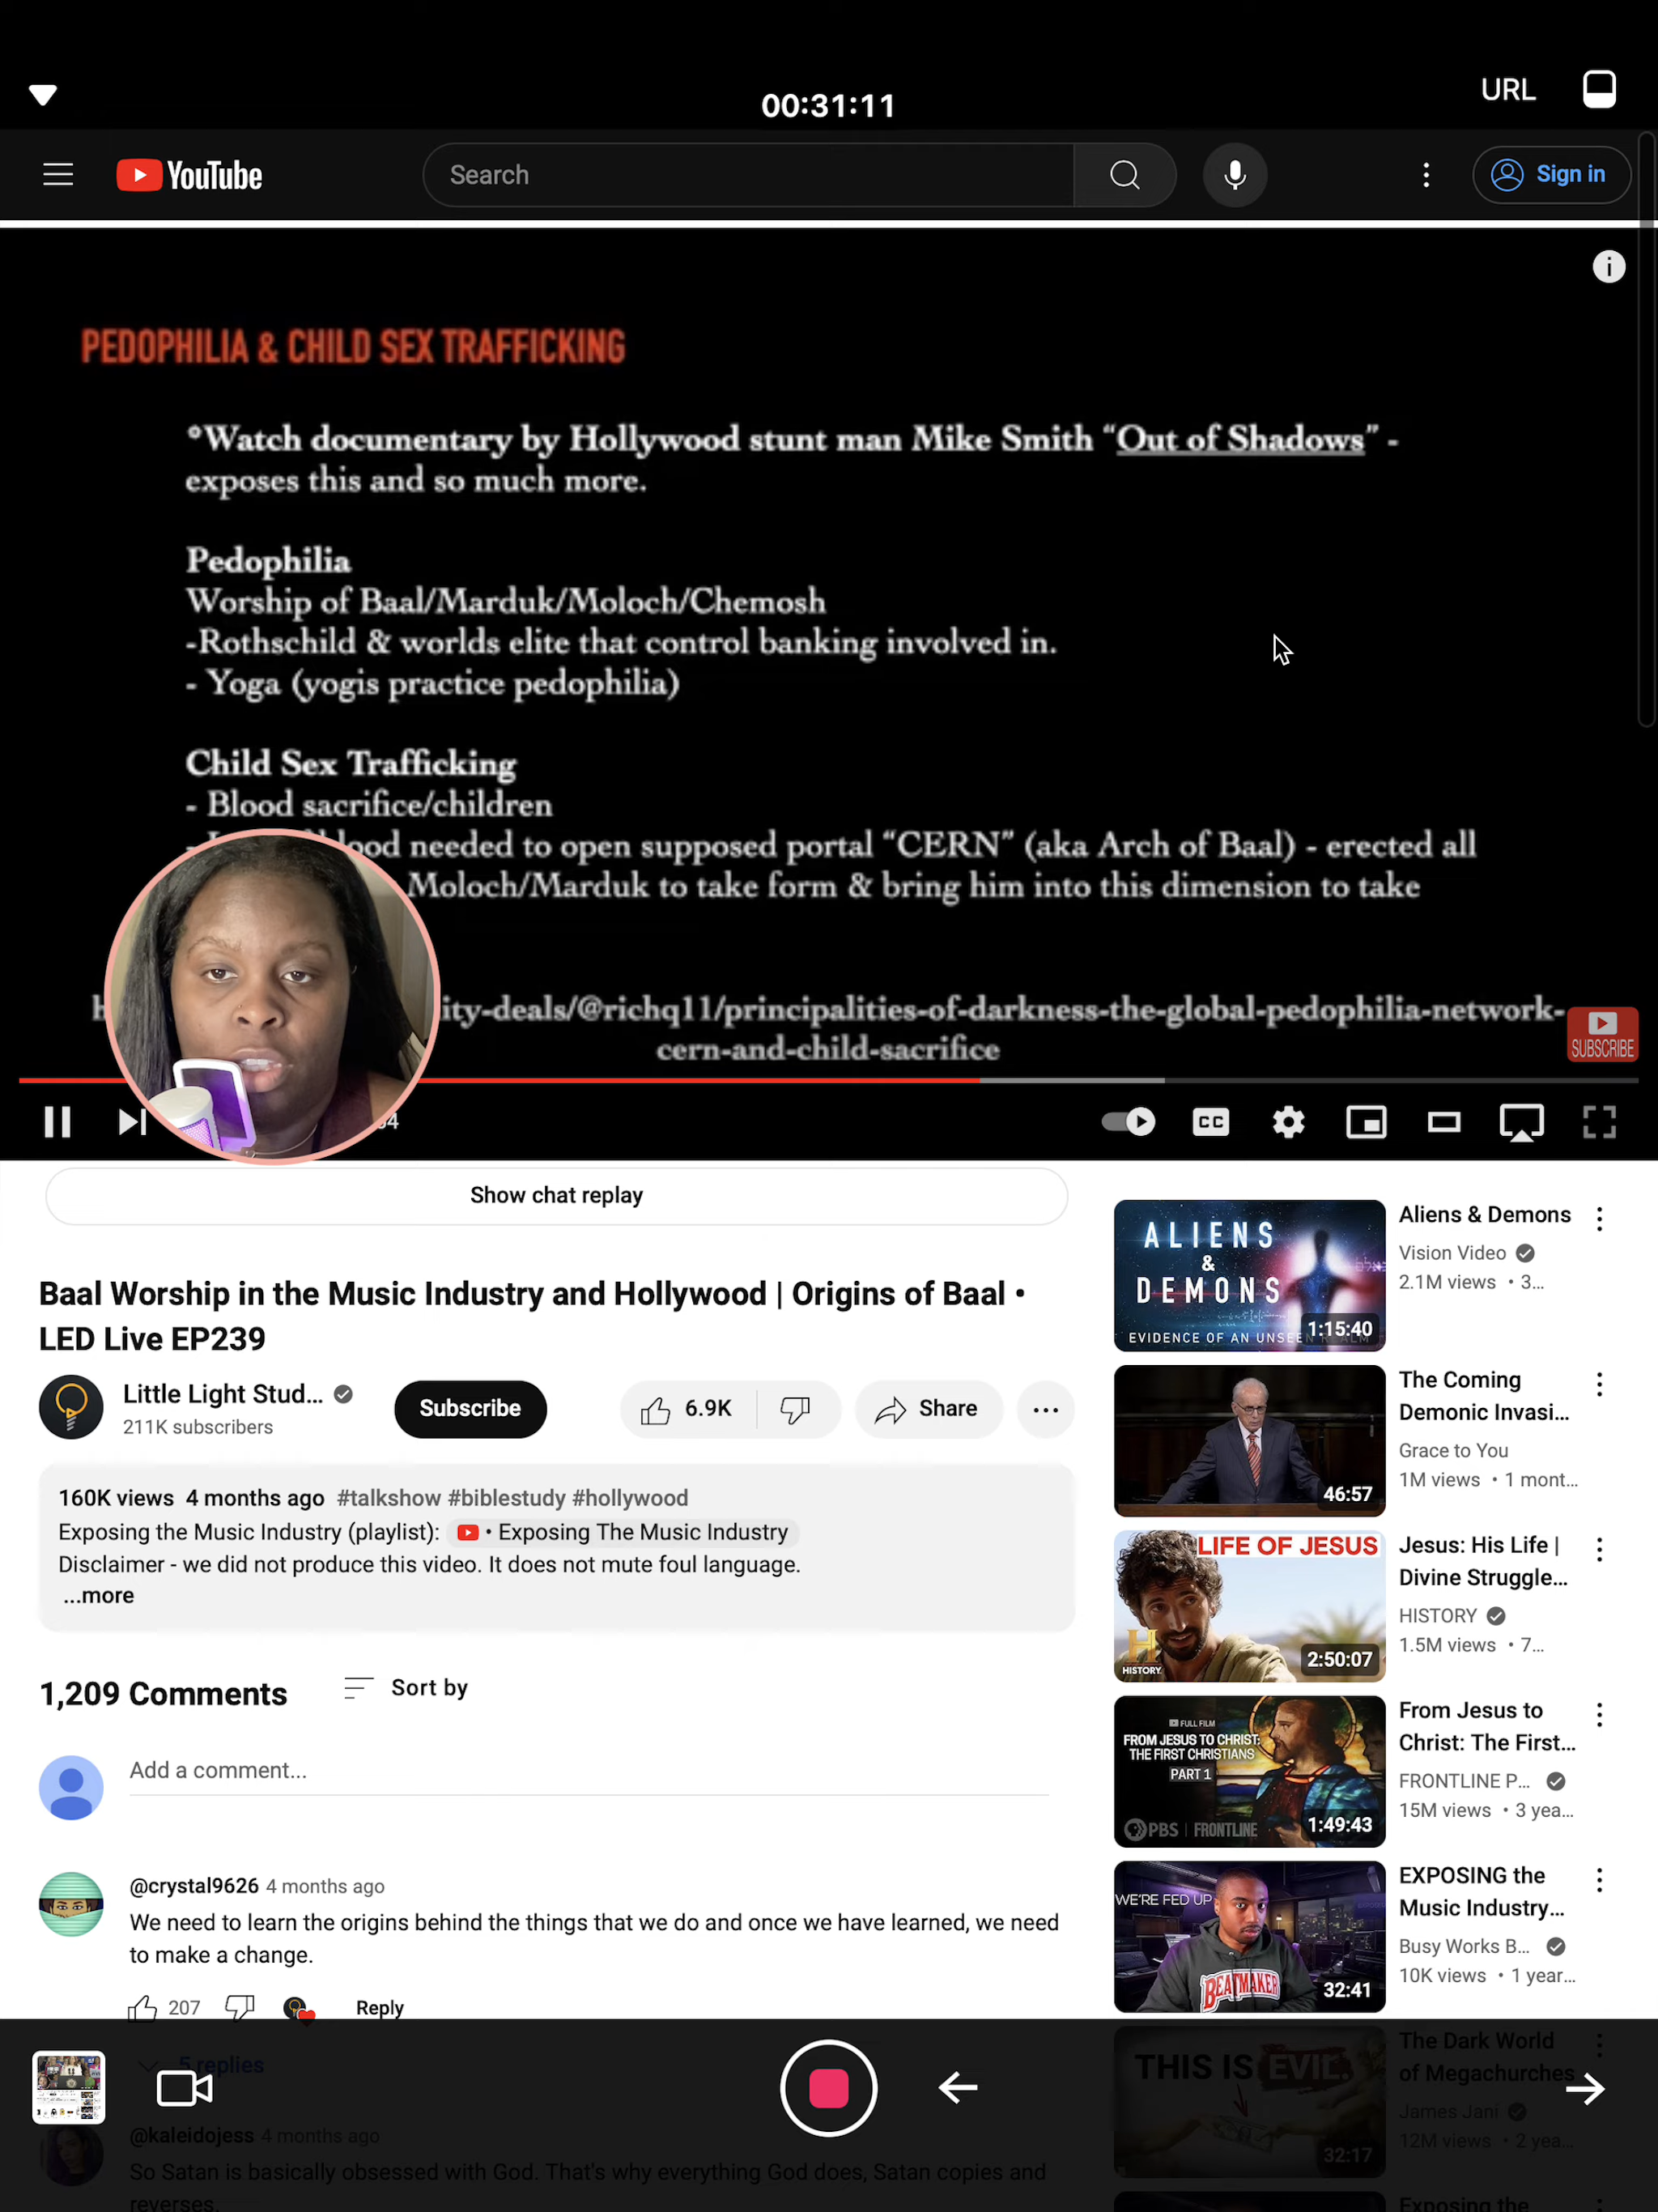 00:31:11
URL
YouTube
Search
Sign in
PEDOPHILIA & CHILD SEX TRAFFICKING
*Watch documentary by Hollywood stunt man Mike Smith “Out of Shadows” -
exposes this and so much more.
Pedophilia
Worship of Baal/Marduk/Moloch/Chemosh
-Rothschild & worlds elite that control banking involved in.
- Yoga (yogis practice pedophilia)
Child Sex Trafficking
- Blood sacrifice/children
needed to open supposed portal “CERN” (aka Arch of Baal) - erected all
Moloch/Marduk to take form & bring him into this dimension to take
ity-deals/@richq11/principalities-of-darkness-the-global-pedophilia-network-
cern-and-child-sacrifice
SUBSCRIBE
CC
Show chat replay
Baal Worship in the Music Industry and Hollywood | Origins of Baal •
LED Live EP239
Little Light Stud...
211K subscribers
Subscribe
6.9K
Share
160K views 4 months ago #talkshow #biblestudy #hollywood
Exposing the Music Industry (playlist): • Exposing The Music Industry
Disclaimer - we did not produce this video. It does not mute foul language.
...more
1,209 Comments
Sort by
Add a comment...
@crystal9626 4 months ago
We need to learn the origins behind the things that we do and once we have learned, we need
to make a change.
207
Reply
5 replies
@kaleidojess 4 months ago
So Satan is basically obsessed with God. That's why everything God does, Satan copies and
reverses.
ALIENS
&
DEMONS
EVIDENCE OF AN UNSEEN REALM
1:15:40
Aliens & Demons
Vision Video
2.1M views • 3...
46:57
The Coming
Demonic Invasi...
Grace to You
1M views • 1 mont...
LIFE OF JESUS
H
HISTORY
2:50:07
Jesus: His Life |
Divine Struggle...
HISTORY
1.5M views • 7...
FULL FILM
FROM JESUS TO CHRIST:
THE FIRST CHRISTIANS
PART 1
PBS | FRONTLINE
1:49:43
From Jesus to
Christ: The First...
FRONTLINE P...
15M views • 3 yea...
WE'RE FED UP
BEATMAKER
32:41
EXPOSING the
Music Industry...
Busy Works B...
10K views • 1 year...
THIS IS EVIL.
32:17
The Dark World
of Megachurches
James Jani
12M views • 2 yea...
Exposing the